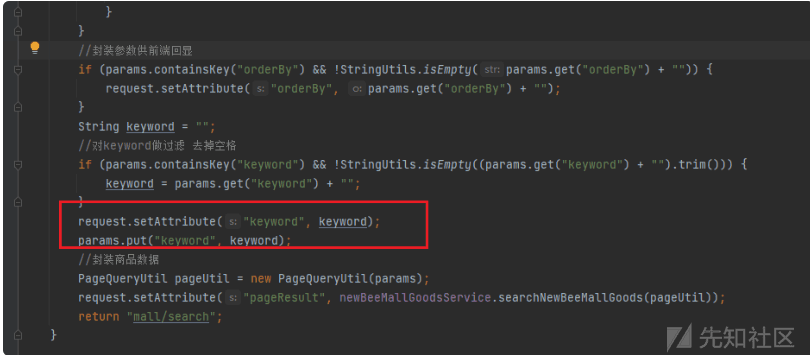 }
}
//封装参数供前端回显
if (params.containsKey("orderBy") && !StringUtils.isEmpty( str: params.get("orderBy") + "")) {
request.setAttribute( s: "orderBy", o: params.get("orderBy") + "");
}
String keyword = "";
//对keyword做过滤 去掉空格
if (params.containsKey("keyword") && !StringUtils.isEmpty((params.get("keyword") + "").trim())) {
keyword = params.get("keyword") + "";
}
request.setAttribute( s: "keyword", keyword);
params.put("keyword", keyword);
//封装商品数据
PageQueryUtil pageUtil = new PageQueryUtil(params);
request.setAttribute( s: "pageResult", newBeeMallGoodsService.searchNewBeeMallGoods(pageUtil));
return "mall/search";
}
先知社区